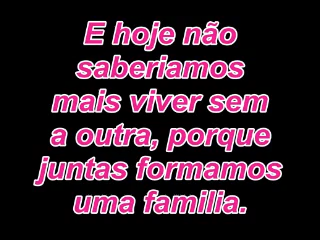 E hoje não
saberiamos
mais viver sem
a outra, porque
juntas formamos
uma familia.